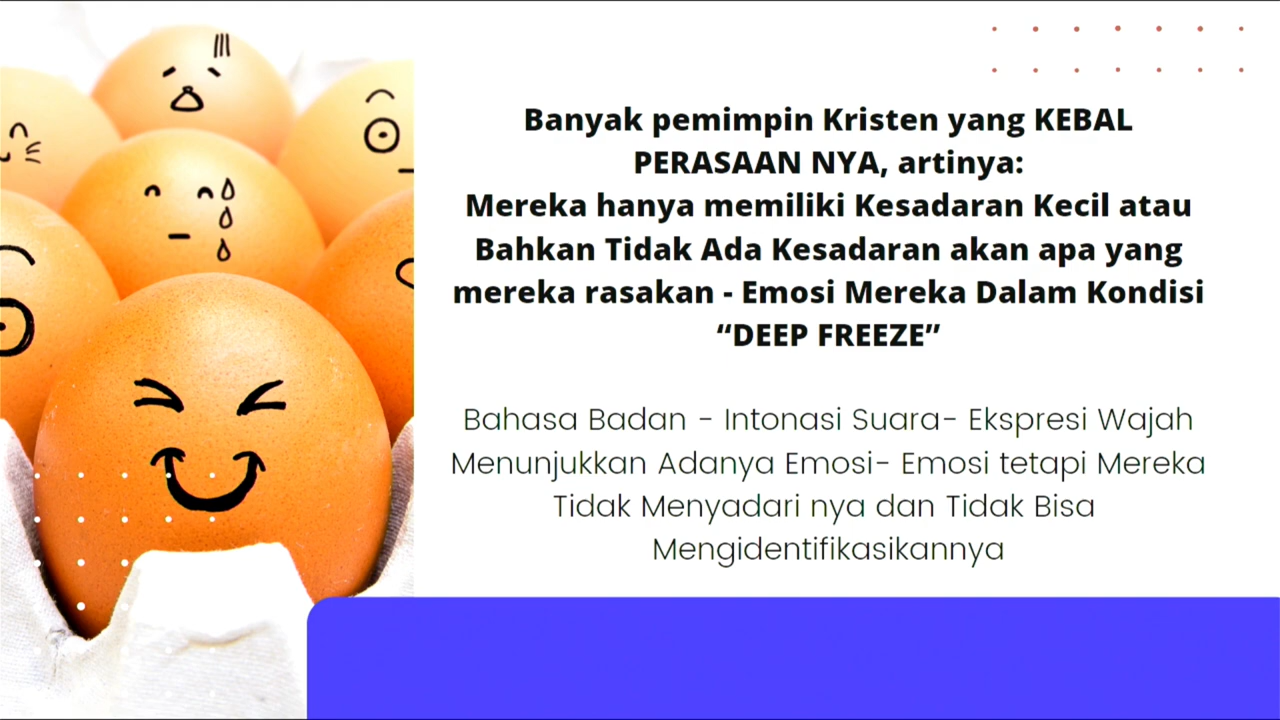 Banyak pemimpin Kristen yang KEBAL
PERASAAN NYA, artinya:
Mereka hanya memiliki Kesadaran Kecil atau
Bahkan Tidak Ada Kesadaran akan apa yang
mereka rasakan - Emosi Mereka Dalam Kondisi
“DEEP FREEZE”
Bahasa Badan - Intonasi Suara- Ekspresi Wajah
Menunjukkan Adanya Emosi- Emosi tetapi Mereka
Tidak Menyadari nya dan Tidak Bisa
Mengidentifikasikannya